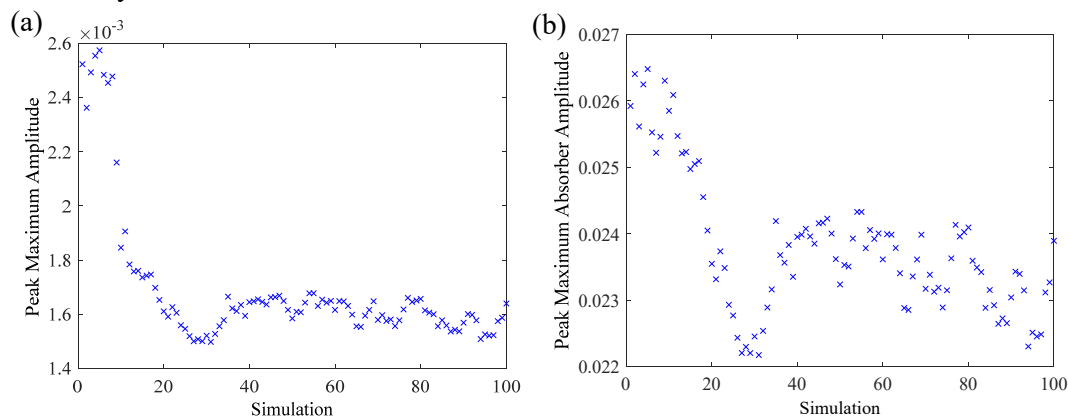 (a)
×10⁻³
2.6
2.4
2.2
2
1.8
1.6
1.4
Peak Maximum Amplitude
0 20 40 60 80 100
Simulation
(b)
0.027
0.026
0.025
0.024
0.023
0.022
Peak Maximum Absorber Amplitude
0 20 40 60 80 100
Simulation